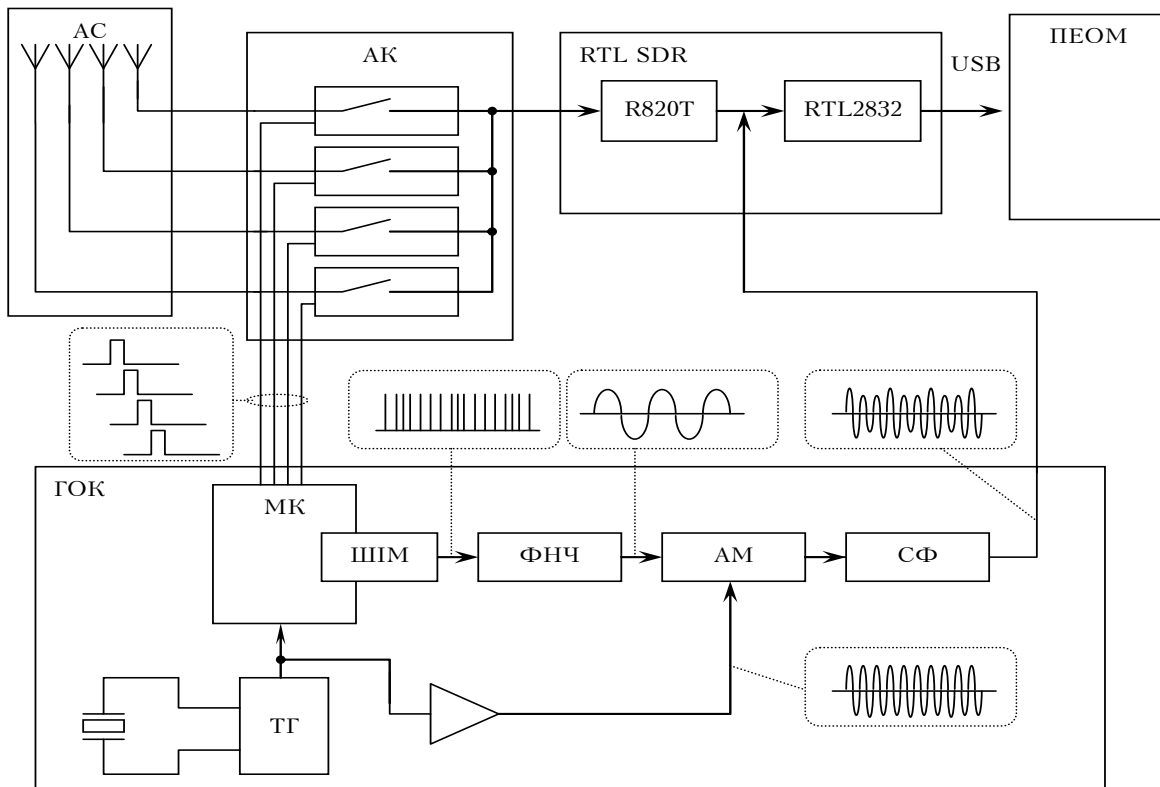 АС
АК
RTL SDR
R820T
RTL2832
USB
ПЕОМ
ГОК
МК
ШІМ
ФНЧ
АМ
СФ
ТГ